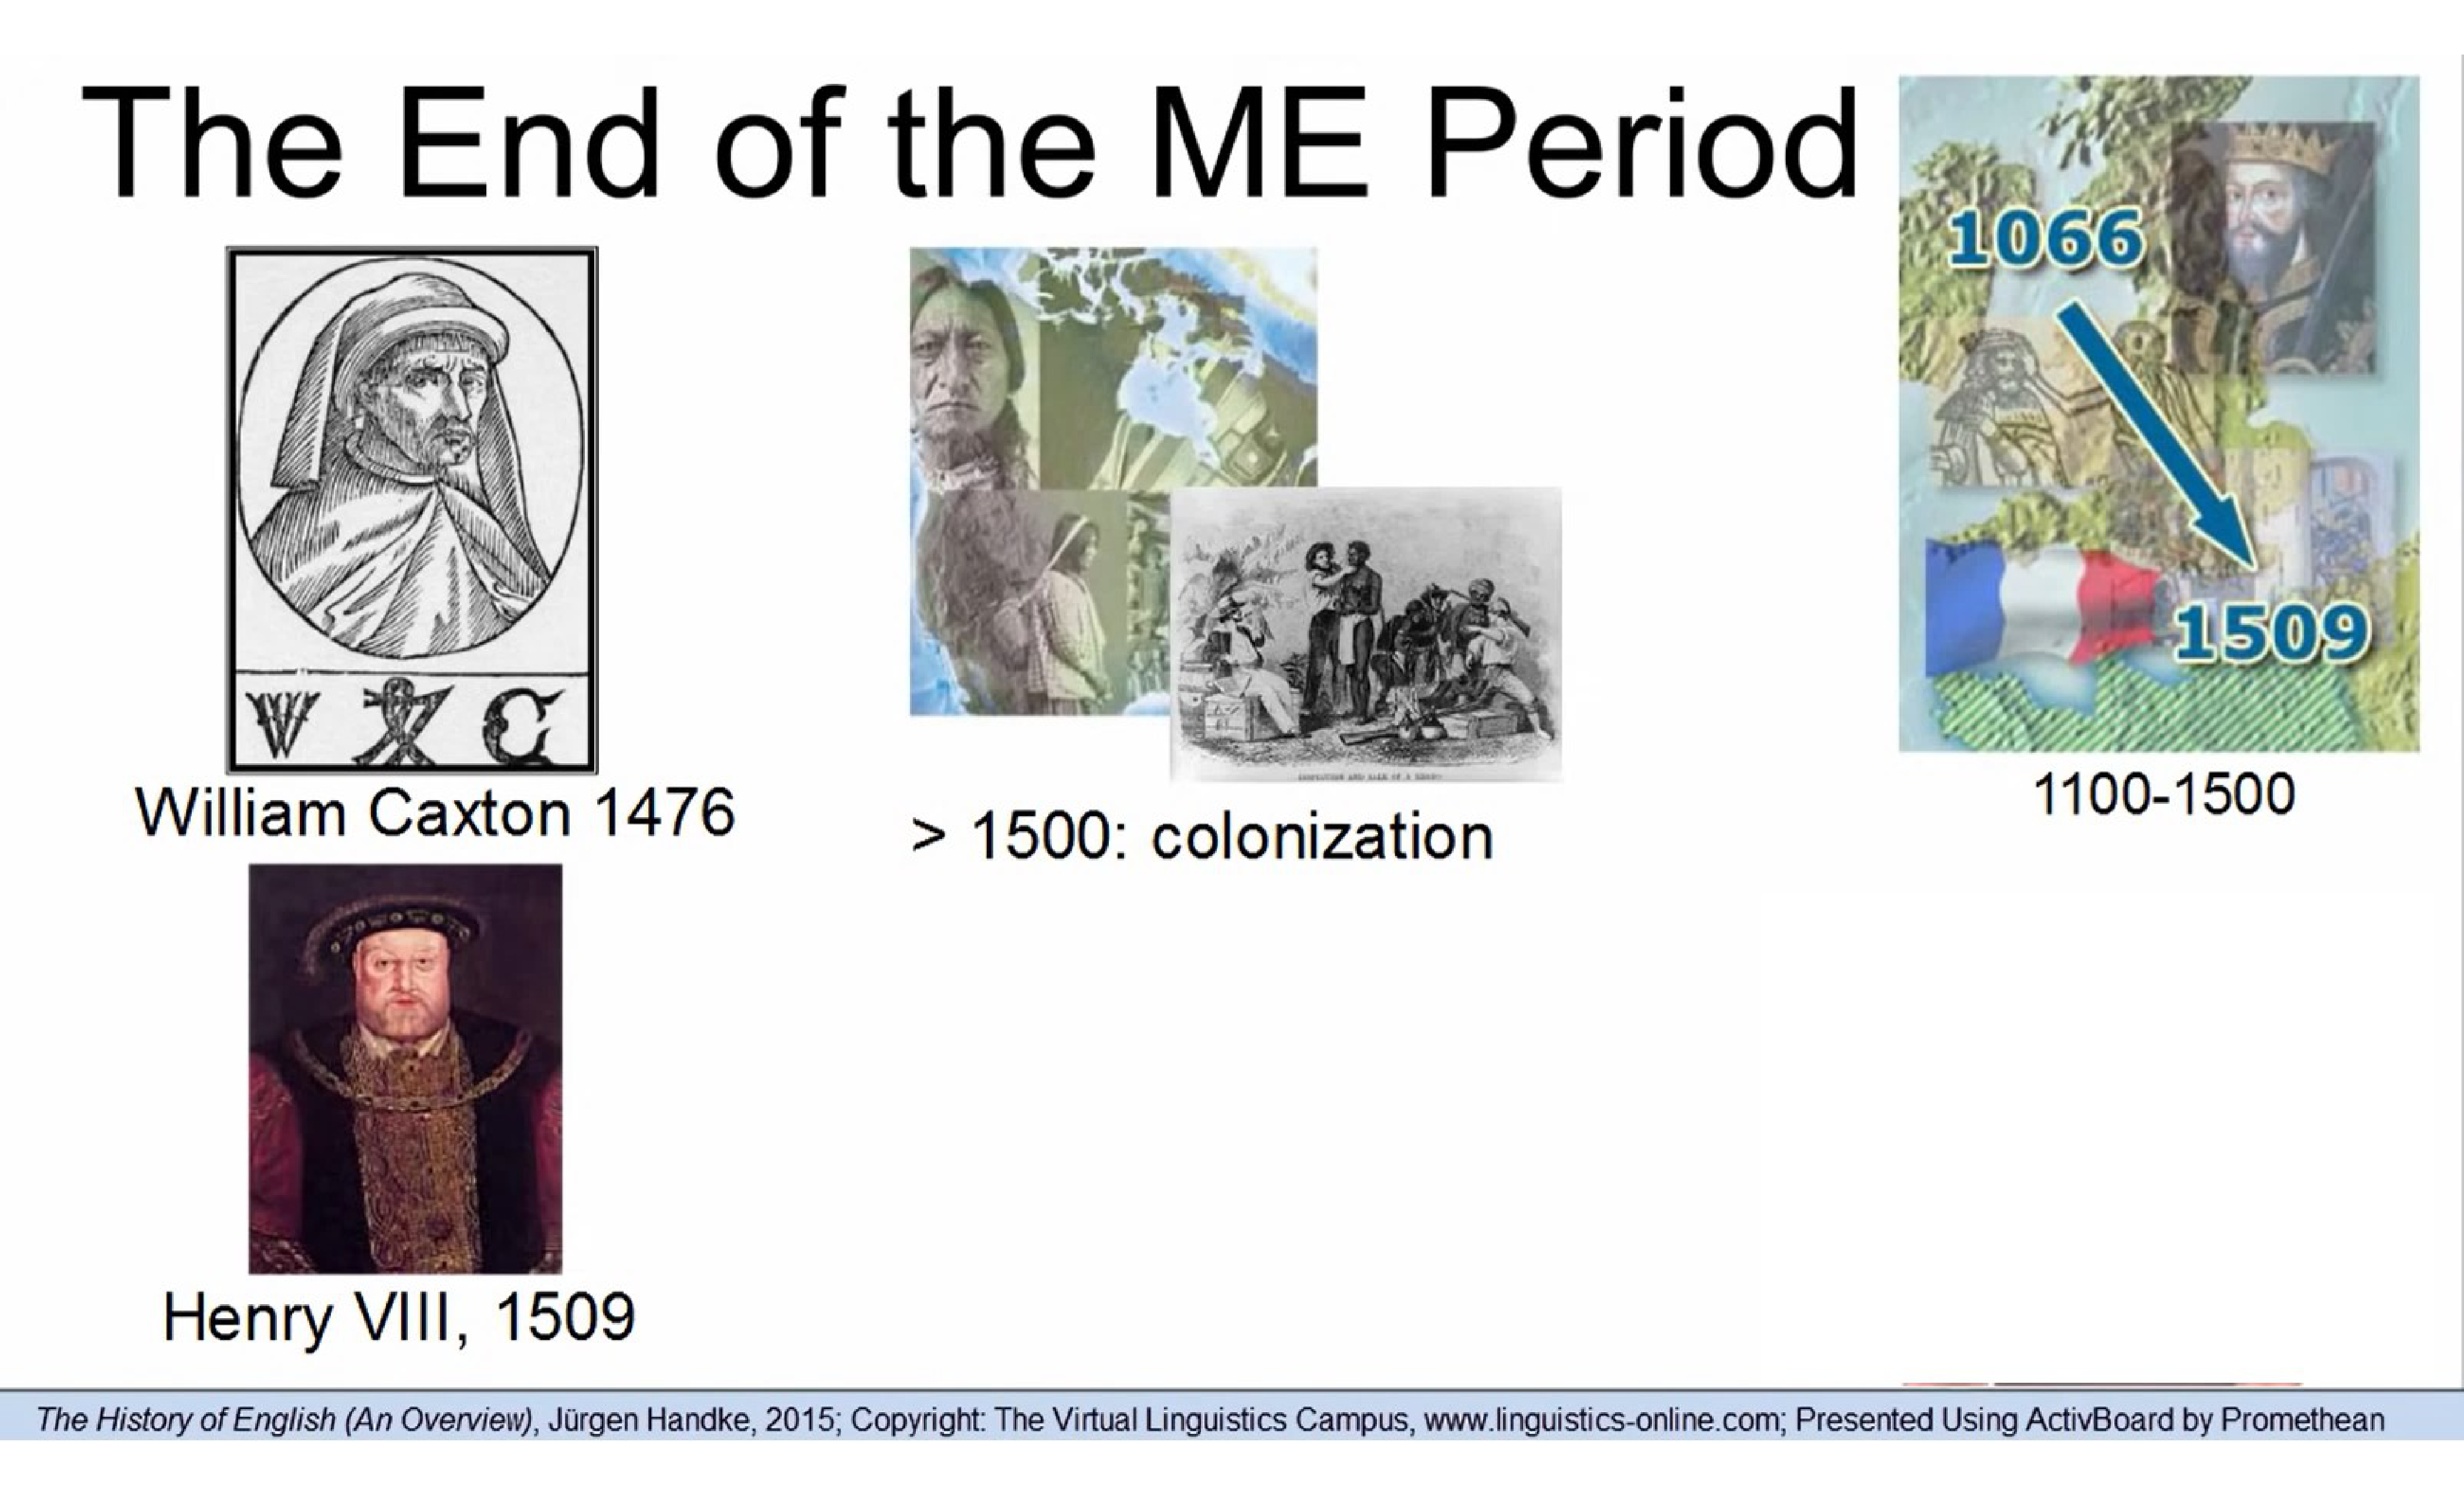 The End of the ME Period
1066
1509
W C
William Caxton 1476
> 1500: colonization
1100-1500
Henry VIII, 1509
The History of English (An Overview), Jürgen Handke, 2015; Copyright: The Virtual Linguistics Campus, www.linguistics-online.com; Presented Using ActivBoard by Promethean